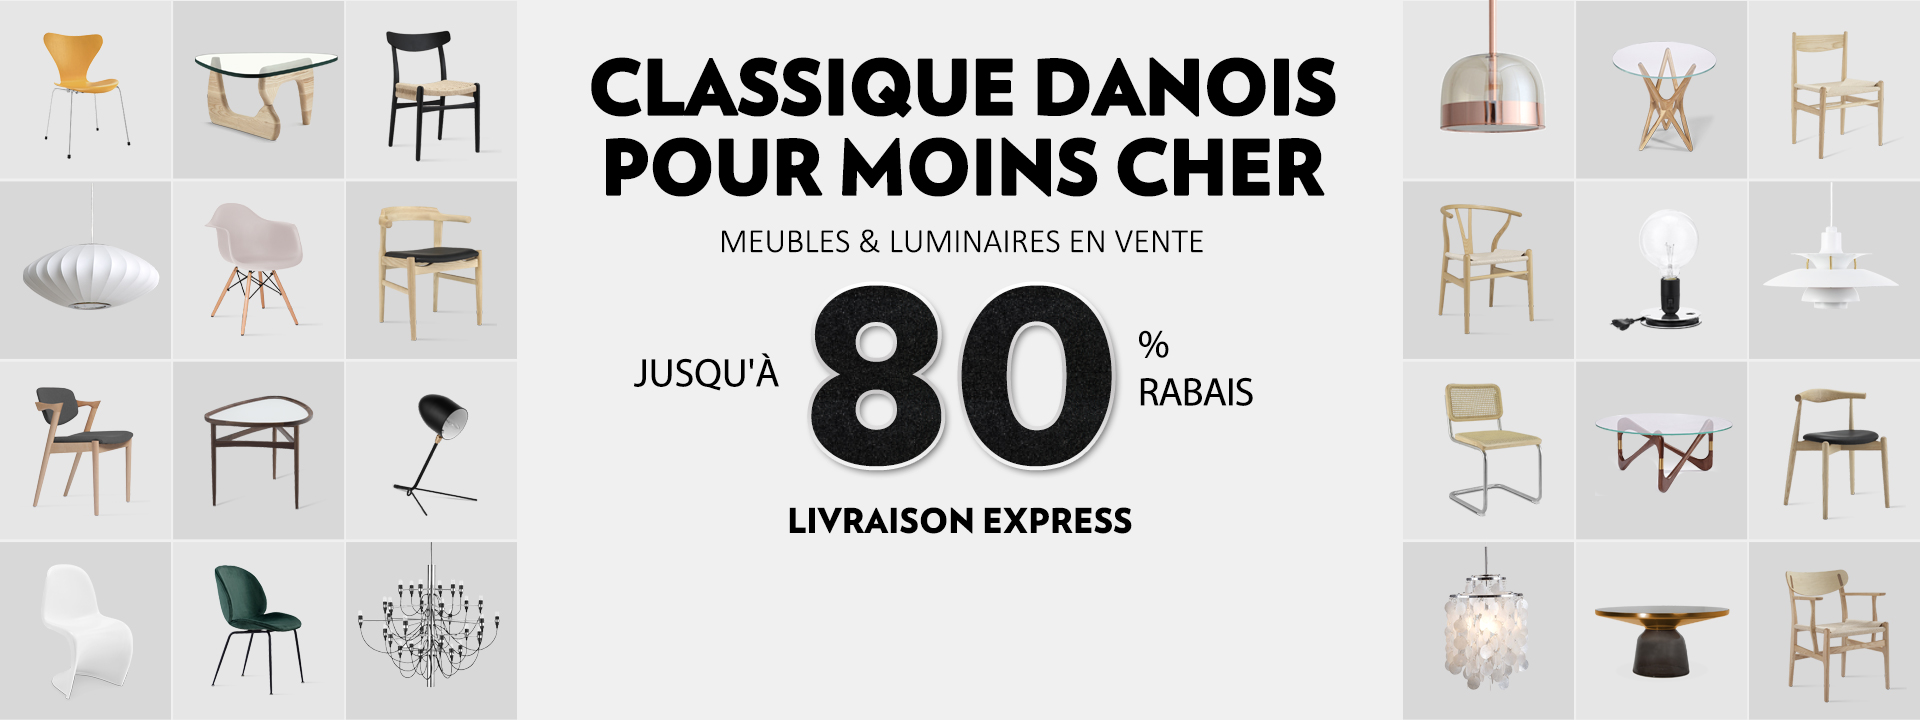 CLASSIQUE DANOIS
POUR MOINS CHER
MEUBLES & LUMINAIRES EN VENTE
JUSQU'À
80
%
RABAIS
LIVRAISON EXPRESS